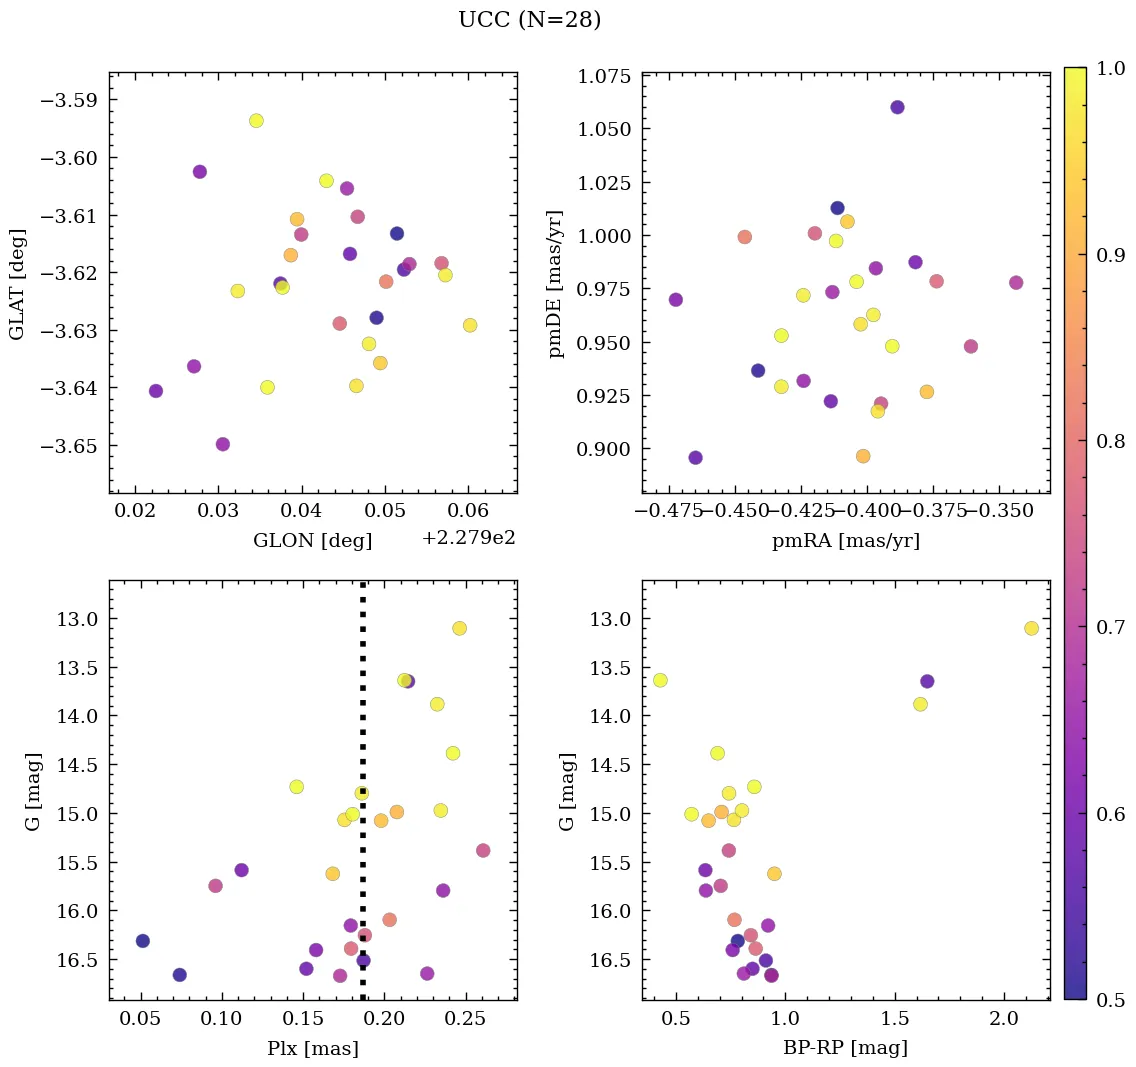 UCC (N=28)
−3.59
−3.60
−3.61
−3.62
−3.63
−3.64
−3.65
GLAT [deg]
0.02 0.03 0.04 0.05 0.06
GLON [deg]
+2.279e2
1.075
1.050
1.025
1.000
0.975
0.950
0.925
0.900
pmDE [mas/yr]
−0.475 −0.450 −0.425 −0.400 −0.375 −0.350
pmRA [mas/yr]
13.0
13.5
14.0
14.5
15.0
15.5
16.0
16.5
G [mag]
0.05 0.10 0.15 0.20 0.25
Plx [mas]
13.0
13.5
14.0
14.5
15.0
15.5
16.0
16.5
G [mag]
0.5 1.0 1.5 2.0
BP-RP [mag]
1.0
0.9
0.8
0.7
0.6
0.5